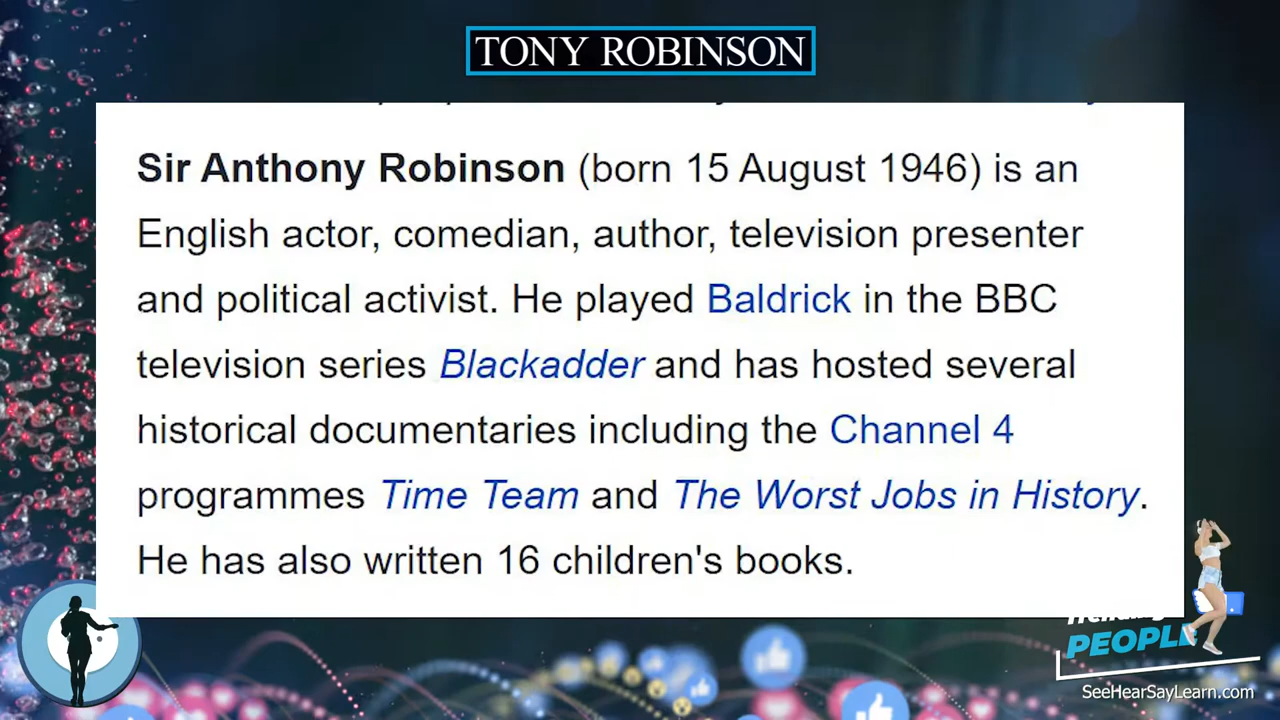 TONY ROBINSON
Sir Anthony Robinson (born 15 August 1946) is an
English actor, comedian, author, television presenter
and political activist. He played Baldrick in the BBC
television series Blackadder and has hosted several
historical documentaries including the Channel 4
programmes Time Team and The Worst Jobs in History.
He has also written 16 children's books.
PEOPLE
SeeHearSayLearn.com